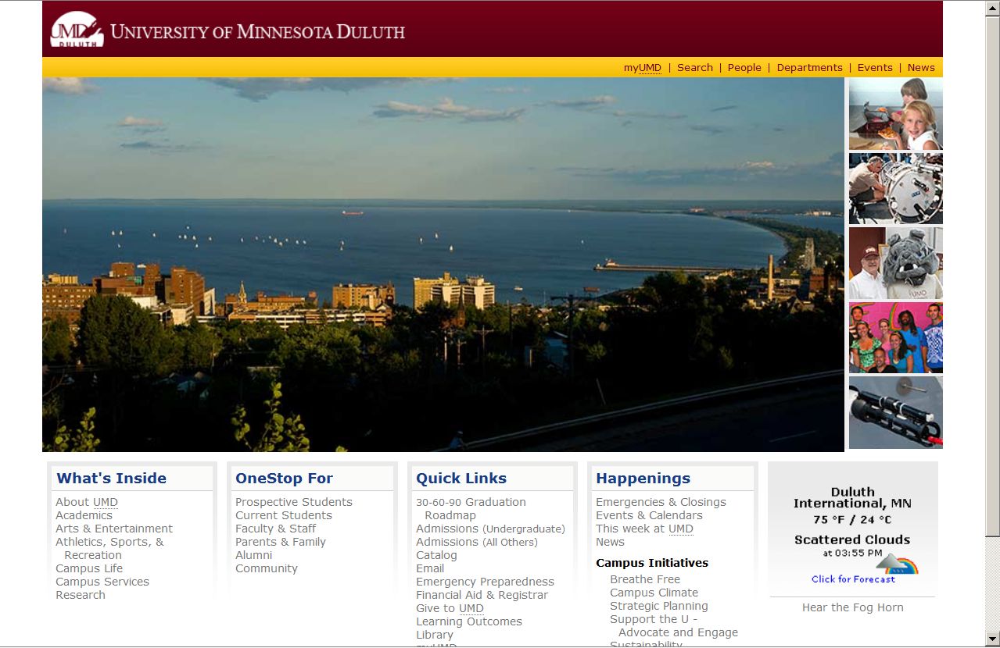 UMD
DULUTH
UNIVERSITY OF MINNESOTA DULUTH
myUMD | Search | People | Departments | Events | News
UMD
What's Inside
About UMD
Academics
Arts & Entertainment
Athletics, Sports, &
Recreation
Campus Life
Campus Services
Research
OneStop For
Prospective Students
Current Students
Faculty & Staff
Parents & Family
Alumni
Community
Quick Links
30-60-90 Graduation
Roadmap
Admissions (Undergraduate)
Admissions (All Others)
Catalog
Email
Emergency Preparedness
Financial Aid & Registrar
Give to UMD
Learning Outcomes
Library
myUMD
Happenings
Emergencies & Closings
Events & Calendars
This week at UMD
News
Campus Initiatives
Breathe Free
Campus Climate
Strategic Planning
Support the U -
Advocate and Engage
Sustainability
Duluth
International, MN
75 °F / 24 °C
Scattered Clouds
at 03:55 PM
Click for Forecast
Hear the Fog Horn